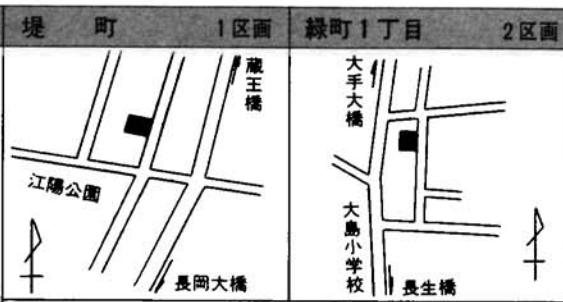 堤町 1区画
蔵王橋
江陽公園
長岡大橋
緑町1丁目 2区画
大手大橋
大島小学校
長生橋